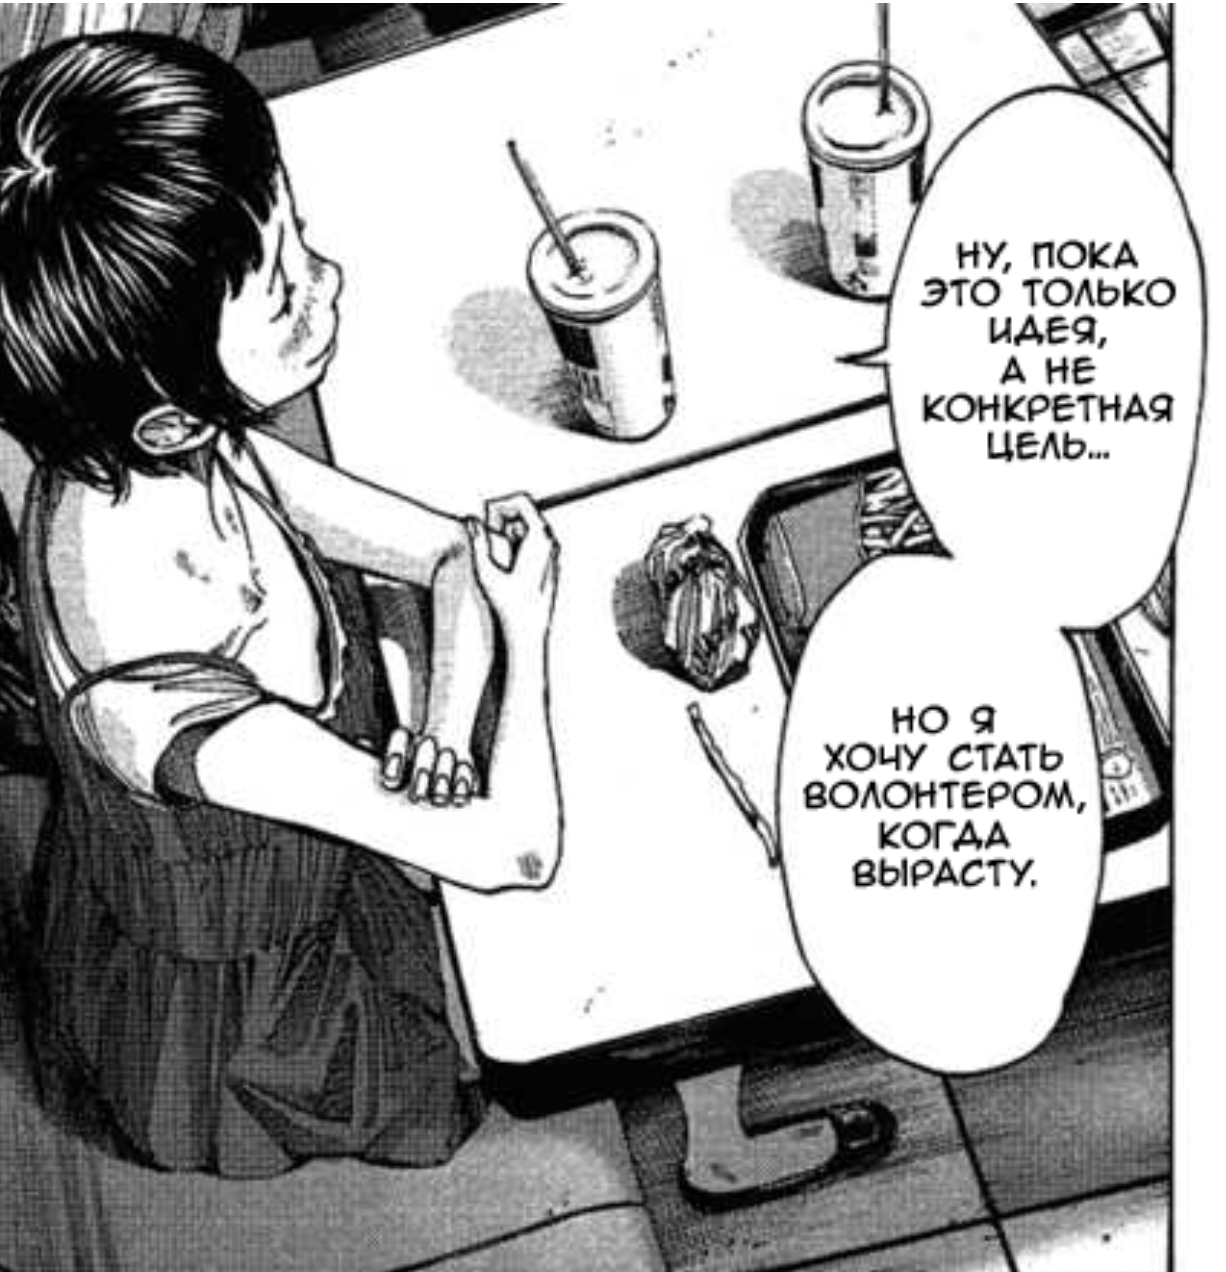 НУ, ПОКА
ЭТО ТОЛЬКО
ИДЕЯ,
А НЕ
КОНКРЕТНАЯ
ЦЕЛЬ...
НО Я
ХОЧУ СТАТЬ
ВОЛОНТЕРОМ,
КОГДА
ВЫРАСТУ.